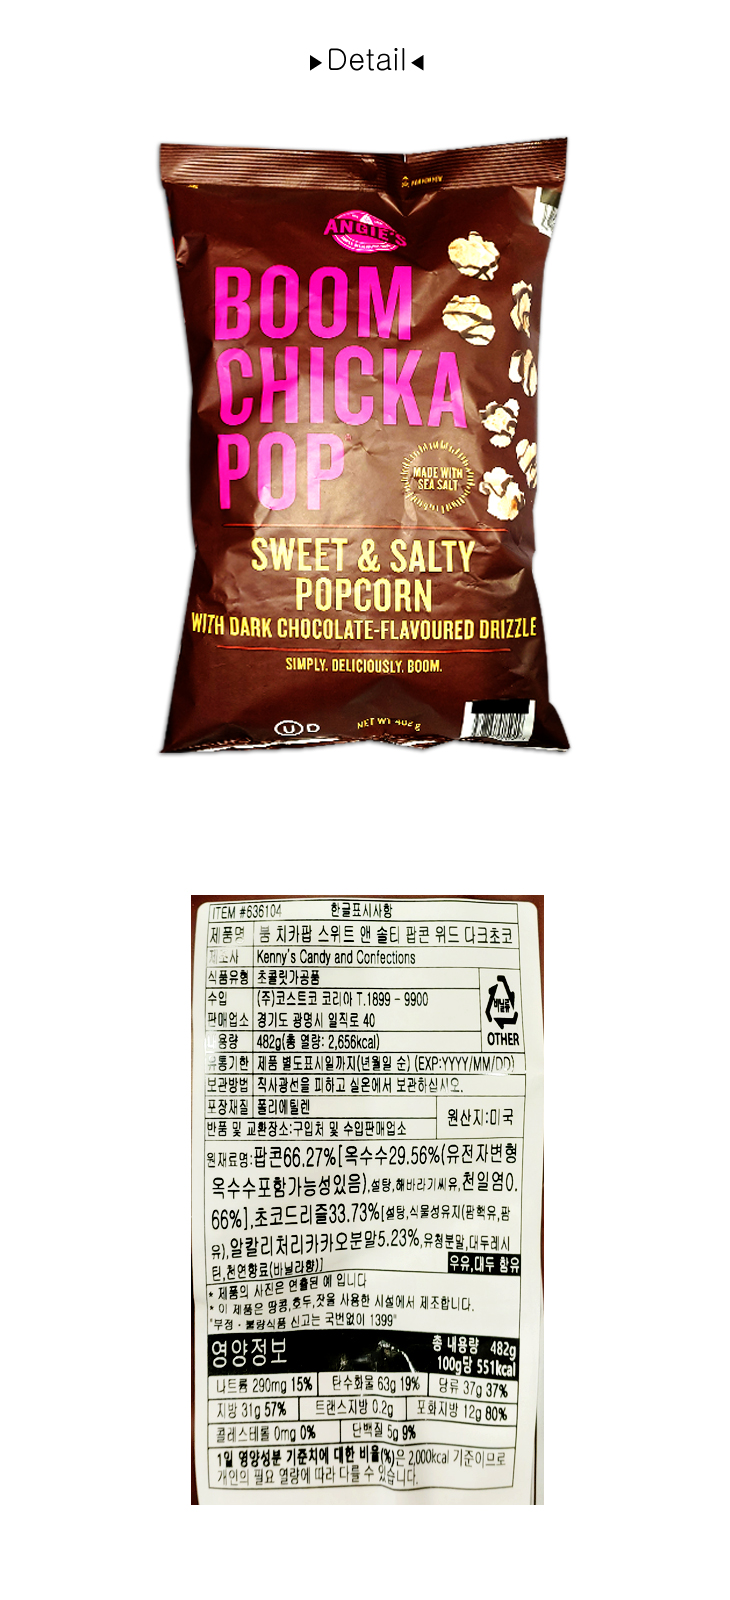 Detail
ANGIE'S
BOOM
CHICKA
POP
MADE WITH
SEA SALT
SWEET & SALTY
POPCORN
WITH DARK CHOCOLATE-FLAVOURED DRIZZLE
SIMPLY. DELICIOUSLY. BOOM.
U D
NET WT 482 g
ITEM #636104 한글표시사항
제품명 붐 치카팝 스위트 앤 솔티 팝콘 위드 다크초코
제조사 Kenny's Candy and Confections
식품유형 초콜릿가공품
수입 (주)코스트코 코리아 T.1899 - 9900
판매업소 경기도 광명시 일직로 40
내용량 482g(총 열량: 2,656kcal)
비닐류
OTHER
유통기한 제품 별도표시일까지(년월일 순) (EXP:YYYY/MM/DD)
보관방법 직사광선을 피하고 실온에서 보관하십시오.
포장재질 폴리에틸렌
원산지:미국
반품 및 교환장소:구입처 및 수입판매업소
원재료명:팝콘66.27%[옥수수29.56%(유전자변형
옥수수포함가능성있음),설탕,해바라기씨유,천일염0.
66%],초코드리즐33.73%[설탕,식물성유지(팜핵유,팜
유),알칼리처리카카오분말5.23%,유청분말,대두레시
틴,천연향료(바닐라향)] 우유,대두 함유
* 제품의 사진은 연출된 예 입니다
* 이 제품은 땅콩,호두,잣을 사용한 시설에서 제조합니다.
"부정·불량식품 신고는 국번없이 1399"
영양정보 총 내용량 482g
100g당 551kcal
나트륨 290mg 15% 탄수화물 63g 19% 당류 37g 37%
지방 31g 57% 트랜스지방 0.2g 포화지방 12g 80%
콜레스테롤 0mg 0% 단백질 5g 9%
1일 영양성분 기준치에 대한 비율(%)은 2,000kcal 기준이므로
개인의 필요 열량에 따라 다를 수 있습니다.